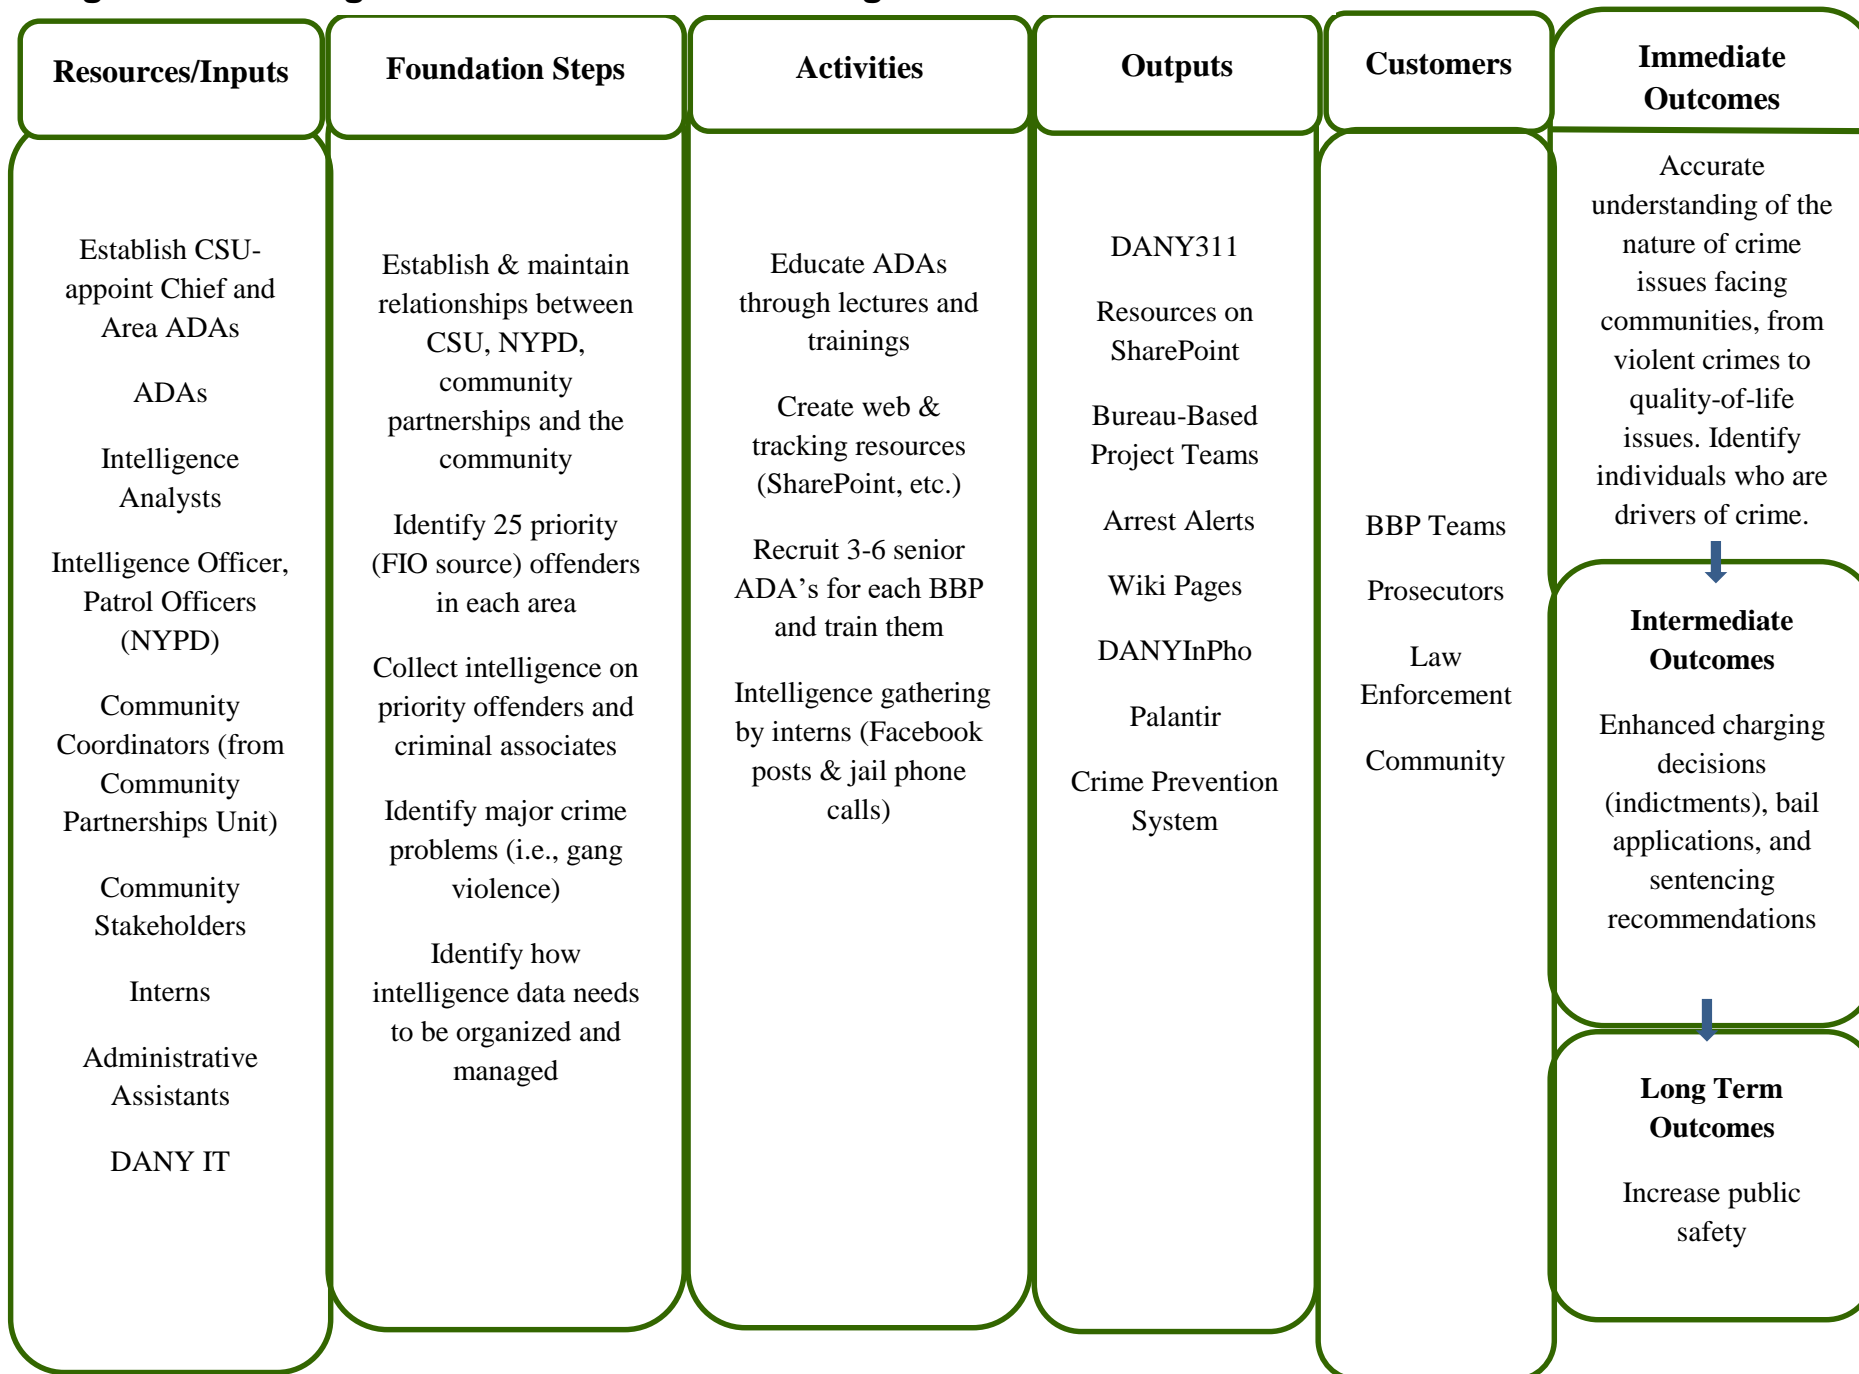 Resources/Inputs
Establish CSU-
appoint Chief and
Area ADAs
ADAs
Intelligence
Analysts
Intelligence Officer,
Patrol Officers
(NYPD)
Community
Coordinators (from
Community
Partnerships Unit)
Community
Stakeholders
Interns
Administrative
Assistants
DANY IT
Foundation Steps
Establish & maintain
relationships between
CSU, NYPD,
community
partnerships and the
community
Identify 25 priority
(FIO source) offenders
in each area
Collect intelligence on
priority offenders and
criminal associates
Identify major crime
problems (i.e., gang
violence)
Identify how
intelligence data needs
to be organized and
managed
Activities
Educate ADAs
through lectures and
trainings
Create web &
tracking resources
(SharePoint, etc.)
Recruit 3-6 senior
ADA’s for each BBP
and train them
Intelligence gathering
by interns (Facebook
posts & jail phone
calls)
Outputs
DANY311
Resources on
SharePoint
Bureau-Based
Project Teams
Arrest Alerts
Wiki Pages
DANYInPho
Palantir
Crime Prevention
System
Customers
BBP Teams
Prosecutors
Law
Enforcement
Community
Immediate
Outcomes
Accurate
understanding of the
nature of crime
issues facing
communities, from
violent crimes to
quality-of-life
issues. Identify
individuals who are
drivers of crime.
Intermediate
Outcomes
Enhanced charging
decisions
(indictments), bail
applications, and
sentencing
recommendations
Long Term
Outcomes
Increase public
safety